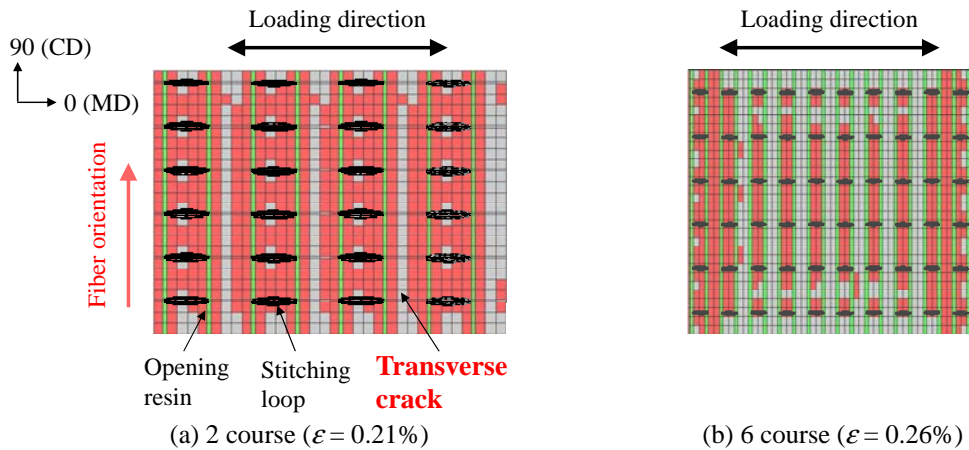 Loading direction
90 (CD)
0 (MD)
Fiber orientation
Opening
resin
Stitching
loop
Transverse
crack
(a) 2 course (ε = 0.21%)
Loading direction
(b) 6 course (ε = 0.26%)